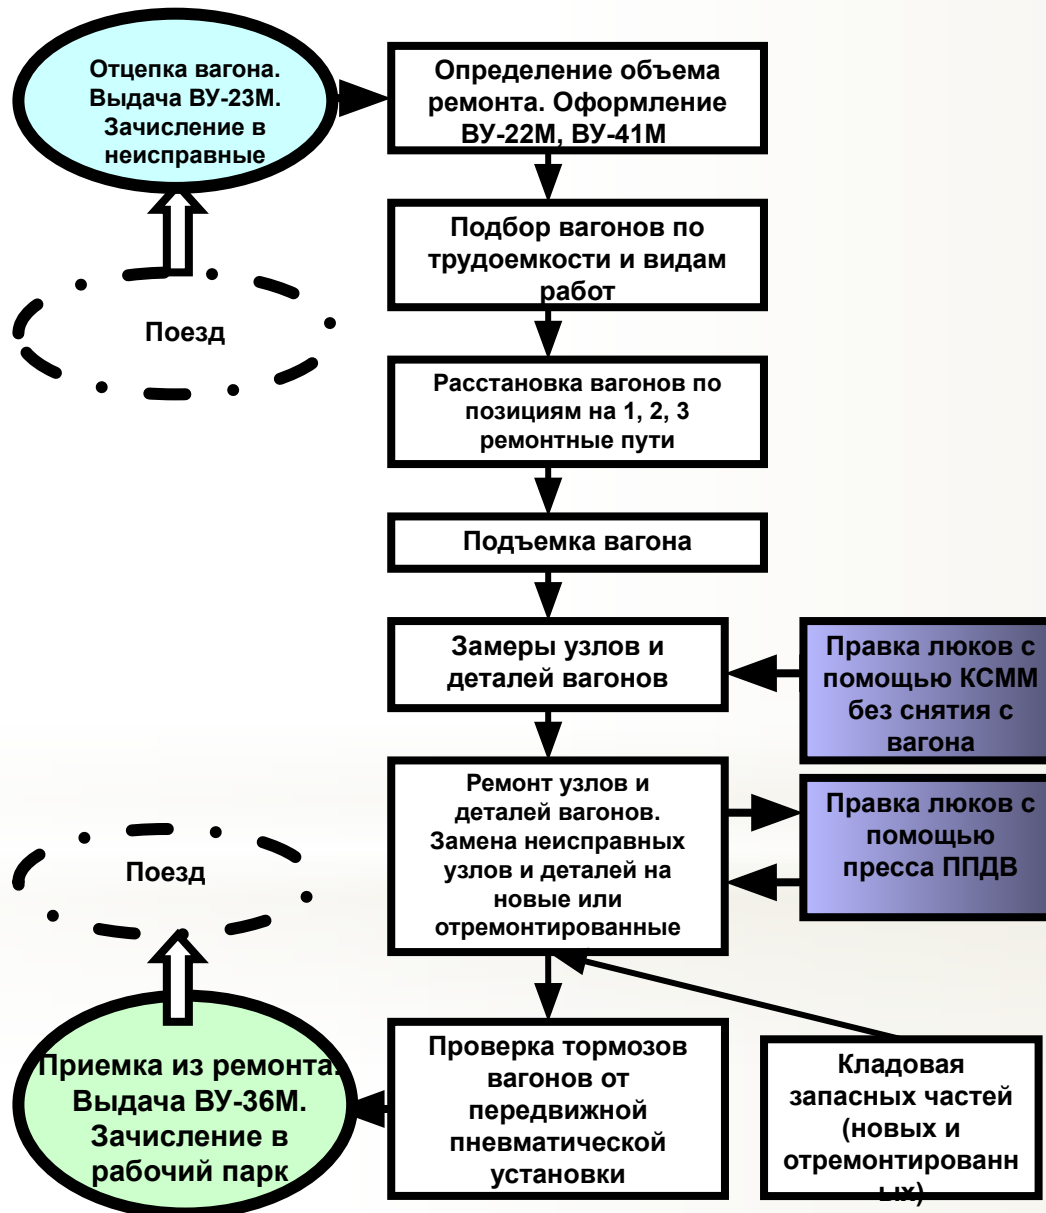 Отцепка вагона.
Выдача ВУ-23М.
Зачисление в
неисправные
Определение объема
ремонта. Оформление
ВУ-22М, ВУ-41М
Подбор вагонов по
трудоемкости и видам
работ
Поезд
Расстановка вагонов по
позициям на 1, 2, 3
ремонтные пути
Подъемка вагона
Замеры узлов и
деталей вагонов
Правка люков с
помощью КСММ
без снятия с
вагона
Ремонт узлов и
деталей вагонов.
Замена неисправных
узлов и деталей на
новые или
отремонтированные
Правка люков с
помощью
пресса ППДВ
Поезд
Приемка из ремонта.
Выдача ВУ-36М.
Зачисление в
рабочий парк
Проверка тормозов
вагонов от
передвижной
пневматической
установки
Кладовая
запасных частей
(новых и
отремонтированн
ых)